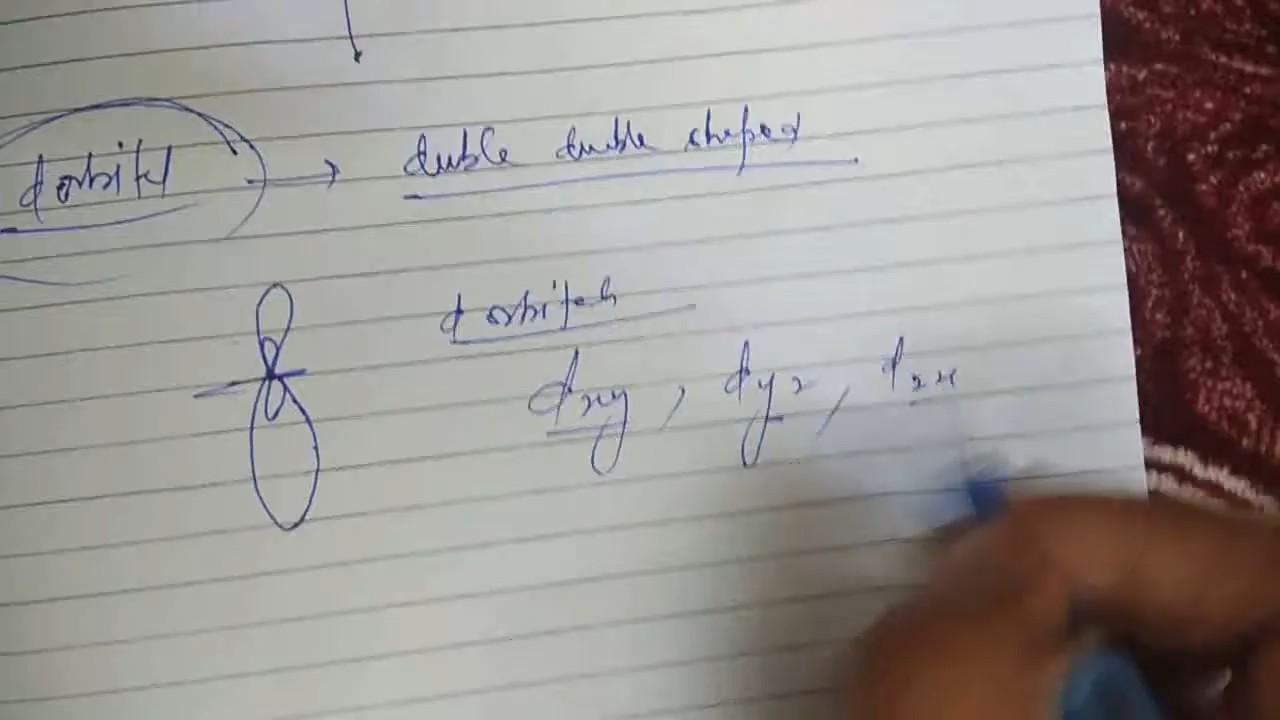 d orbital → duble duble shaped
d orbitals
dxy, dyz, dzx